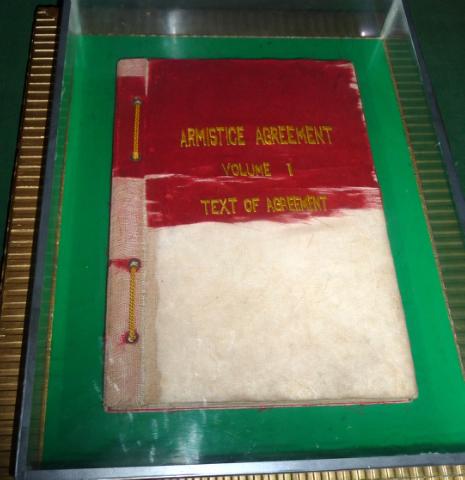 ARMISTICE AGREEMENT
VOLUME I
TEXT OF AGREEMENT